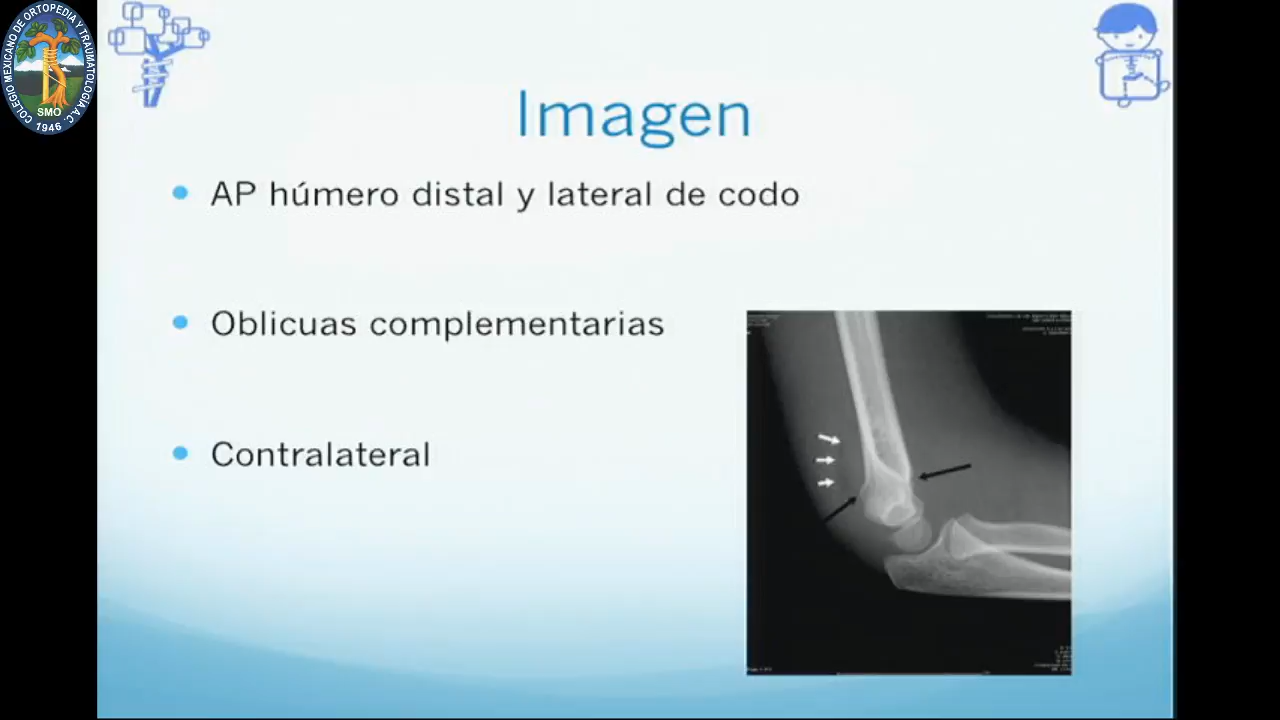 COLEGIO MEXICANO DE ORTOPEDIA Y TRAUMATOLOGIA A.C.
SMO
1946
Imagen
AP húmero distal y lateral de codo
Oblicuas complementarias
Contralateral